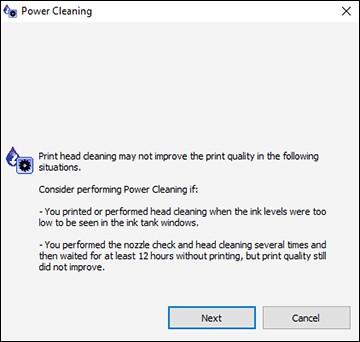 Power Cleaning
Print head cleaning may not improve the print quality in the following
situations.
Consider performing Power Cleaning if:
- You printed or performed head cleaning when the ink levels were too
low to be seen in the ink tank windows.
- You performed the nozzle check and head cleaning several times and
then waited for at least 12 hours without printing, but print quality still
did not improve.
Next
Cancel